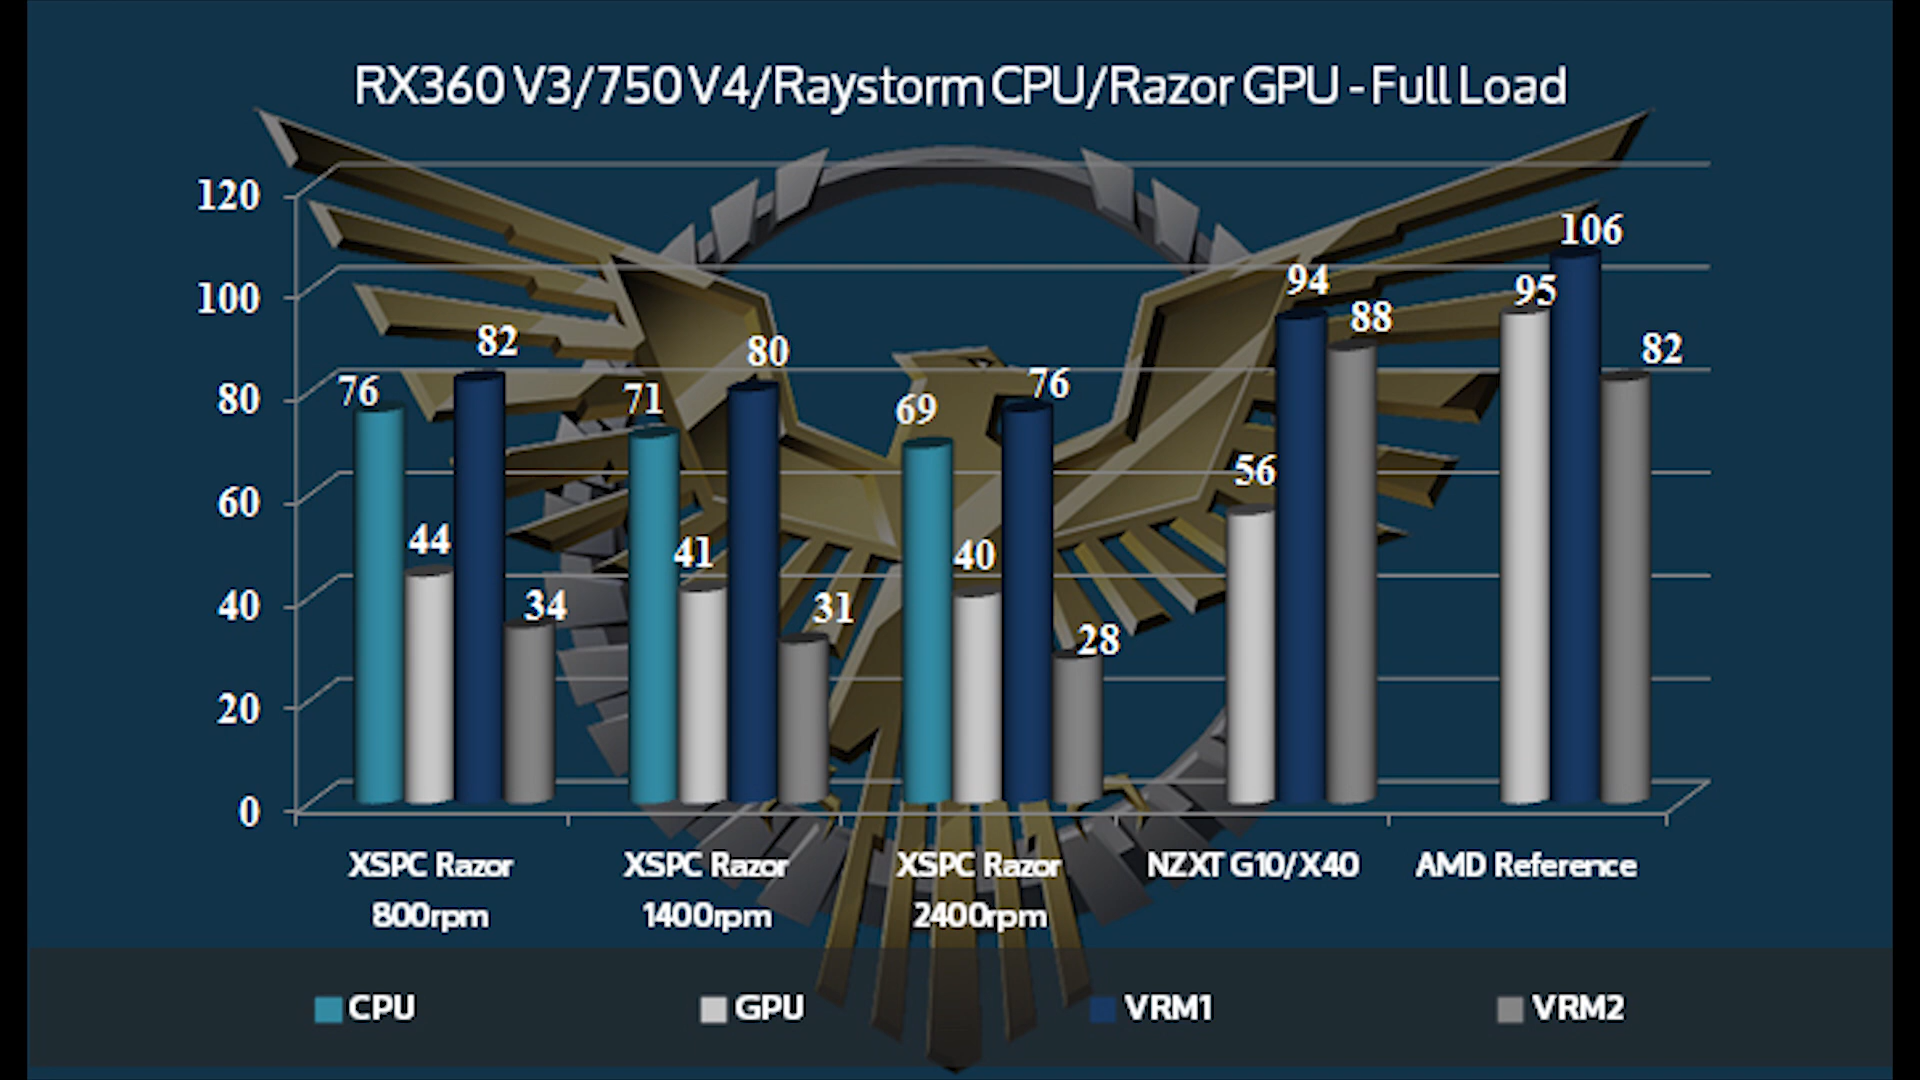 RX360 V3/750 V4/Raystorm CPU/Razor GPU - Full Load
120
100
80
60
40
20
0
76
44
82
34
71
41
80
31
69
40
76
28
56
94
88
95
106
82
XSPC Razor
800rpm
XSPC Razor
1400rpm
XSPC Razor
2400rpm
NZXT G10/X40
AMD Reference
CPU
GPU
VRM1
VRM2